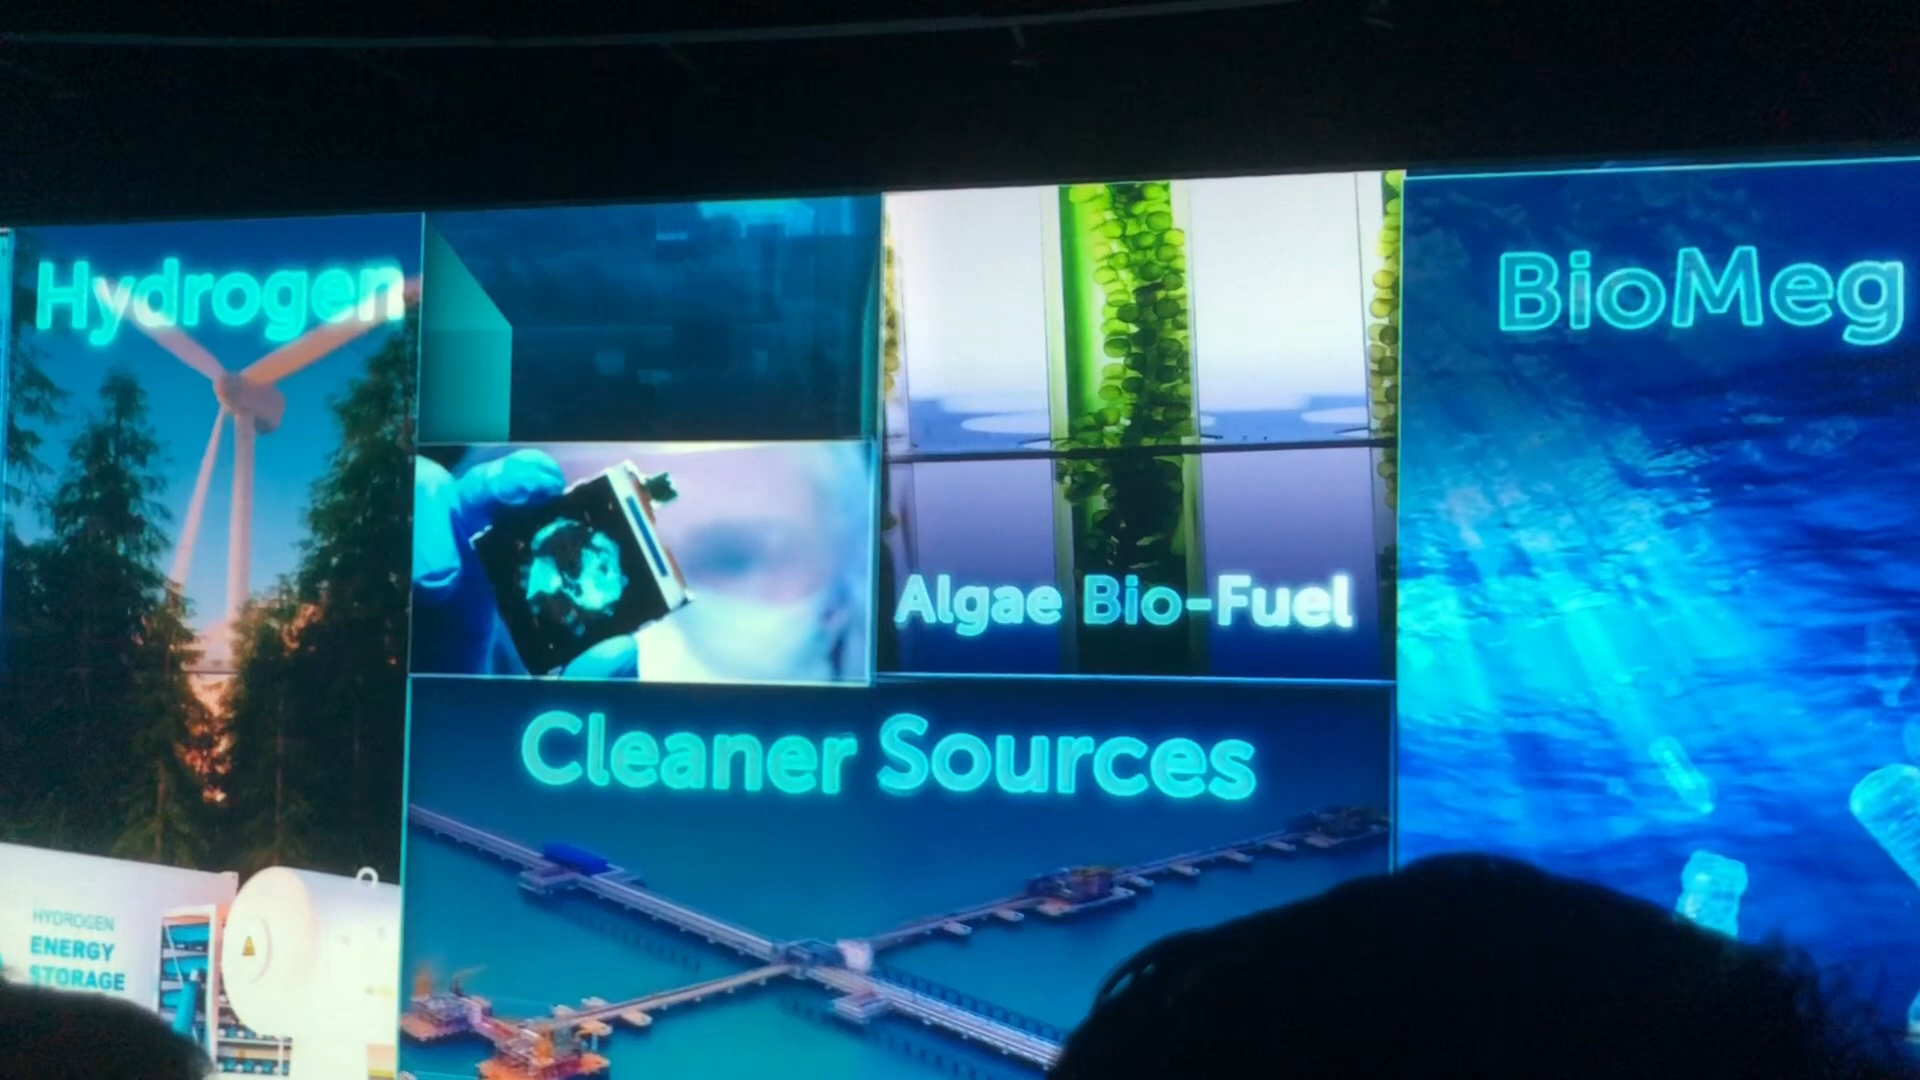 Hydrogen
HYDROGEN
ENERGY
STORAGE
Algae Bio-Fuel
Cleaner Sources
BioMeg